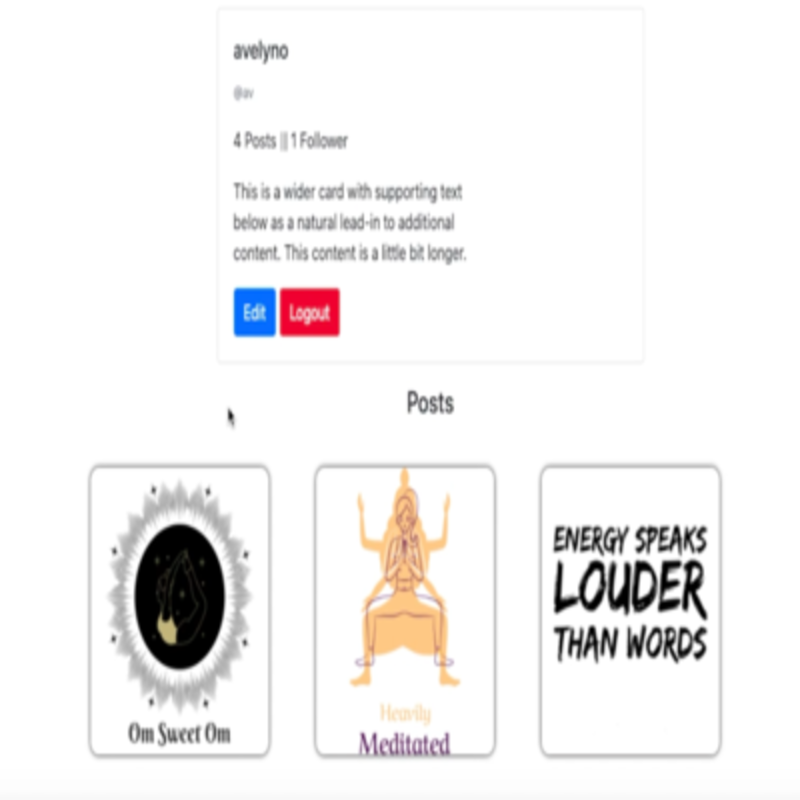 avelyno
@av
4 Posts || 1 Follower
This is a wider card with supporting text
below as a natural lead-in to additional
content. This content is a little bit longer.
Edit Logout
Posts
Om Sweet Om
Heavily
Meditated
ENERGY SPEAKS
LOUDER
THAN WORDS